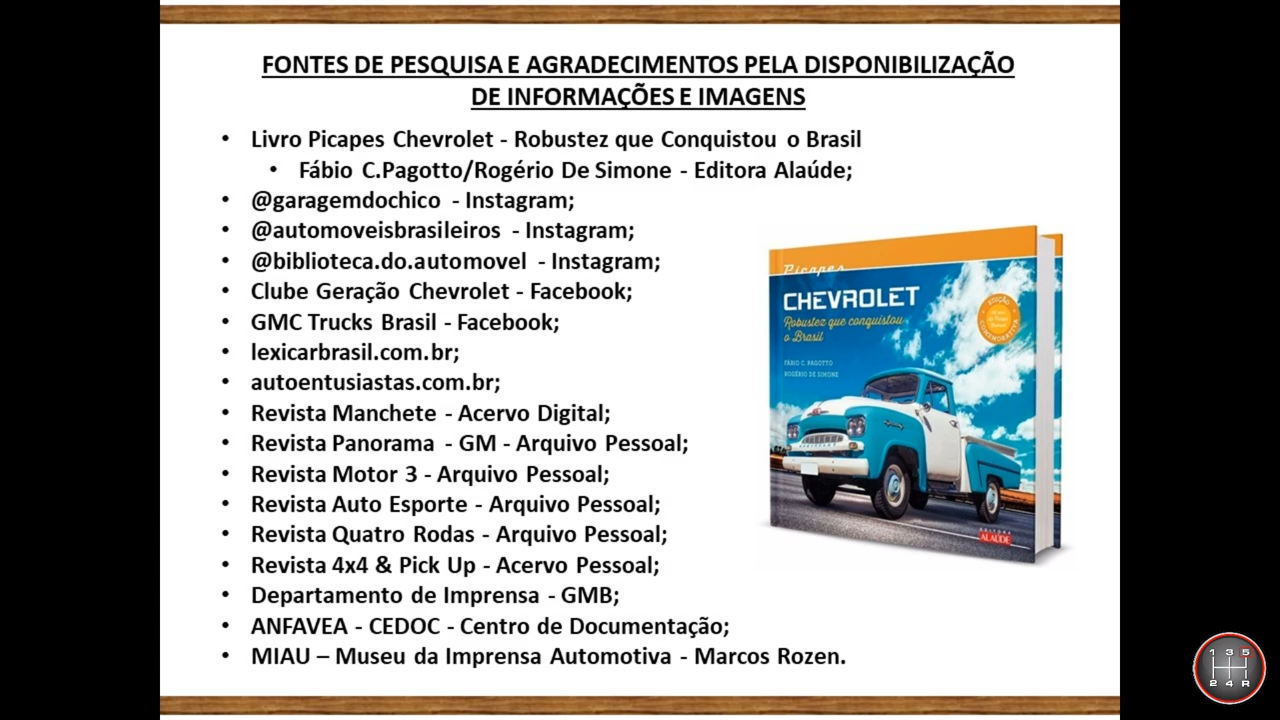 FONTES DE PESQUISA E AGRADECIMENTOS PELA DISPONIBILIZAÇÃO
DE INFORMAÇÕES E IMAGENS
• Livro Picapes Chevrolet - Robustez que Conquistou o Brasil
• Fábio C.Pagotto/Rogério De Simone - Editora Alaúde;
• @garagemdochico - Instagram;
• @automoveisbrasileiros - Instagram;
• @biblioteca.do.automovel - Instagram;
• Clube Geração Chevrolet - Facebook;
• GMC Trucks Brasil - Facebook;
• lexicarbrasil.com.br;
• autoentusiastas.com.br;
• Revista Manchete - Acervo Digital;
• Revista Panorama - GM - Arquivo Pessoal;
• Revista Motor 3 - Arquivo Pessoal;
• Revista Auto Esporte - Arquivo Pessoal;
• Revista Quatro Rodas - Arquivo Pessoal;
• Revista 4x4 & Pick Up - Acervo Pessoal;
• Departamento de Imprensa - GMB;
• ANFAVEA - CEDOC - Centro de Documentação;
• MIAU – Museu da Imprensa Automotiva - Marcos Rozen.
Picapes
CHEVROLET
Robustez que conquistou
o Brasil
FÁBIO C. PAGOTTO
ROGÉRIO DE SIMONE
EDIÇÃO
COMEMORATIVA
EDITORA
ALAÚDE
1 3 5
2 4 R